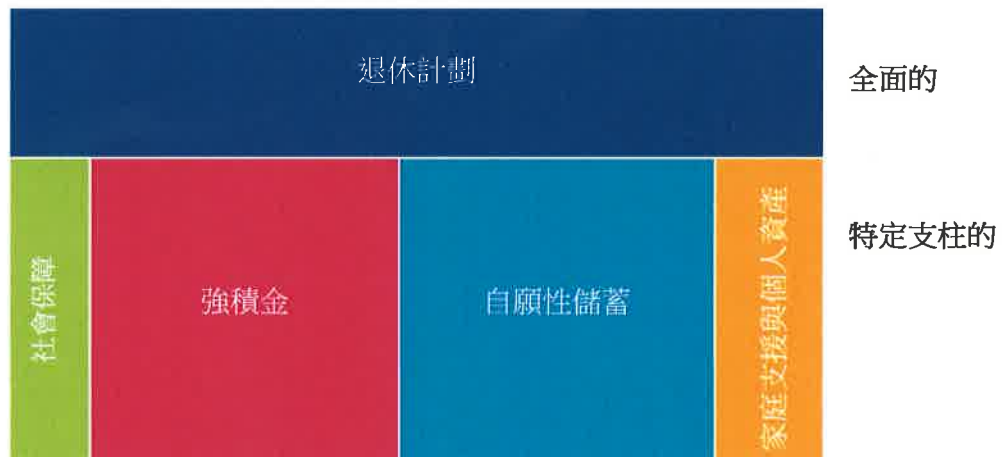 退休計劃
全面的
社會保障
強積金
自願性儲蓄
家庭支援與個人資產
特定支柱的